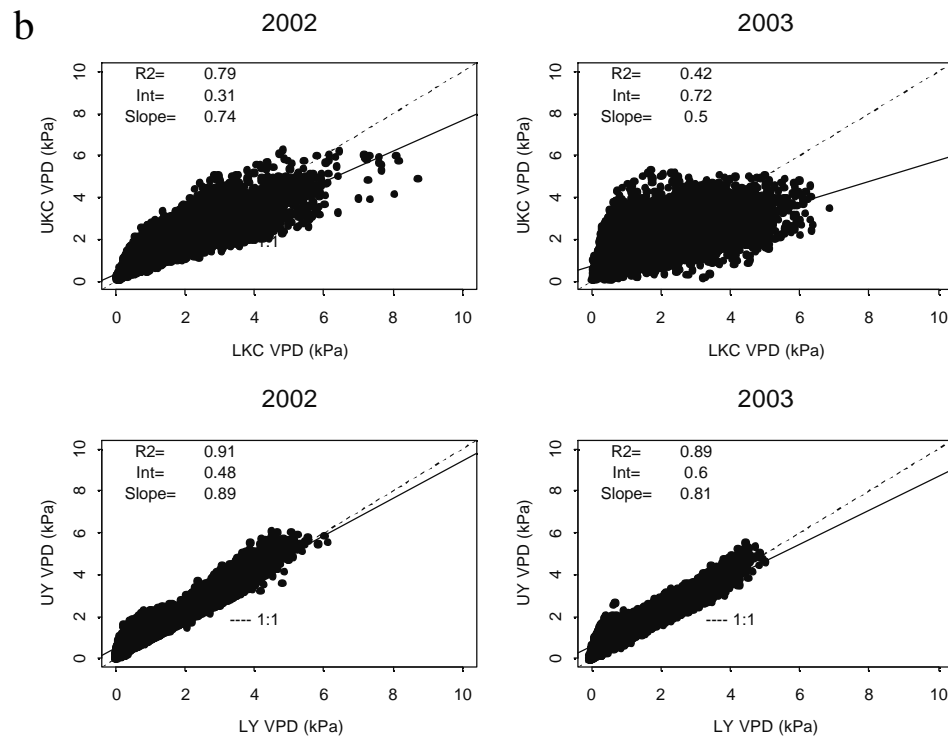 b
2002
R2= 0.79
Int= 0.31
Slope= 0.74
UKC VPD (kPa)
10
8
6
4
2
0
1:1
0 2 4 6 8 10
LKC VPD (kPa)
2003
R2= 0.42
Int= 0.72
Slope= 0.5
UKC VPD (kPa)
10
8
6
4
2
0
0 2 4 6 8 10
LKC VPD (kPa)
2002
R2= 0.91
Int= 0.48
Slope= 0.89
UY VPD (kPa)
10
8
6
4
2
0
---- 1:1
0 2 4 6 8 10
LY VPD (kPa)
2003
R2= 0.89
Int= 0.6
Slope= 0.81
UY VPD (kPa)
10
8
6
4
2
0
---- 1:1
0 2 4 6 8 10
LY VPD (kPa)